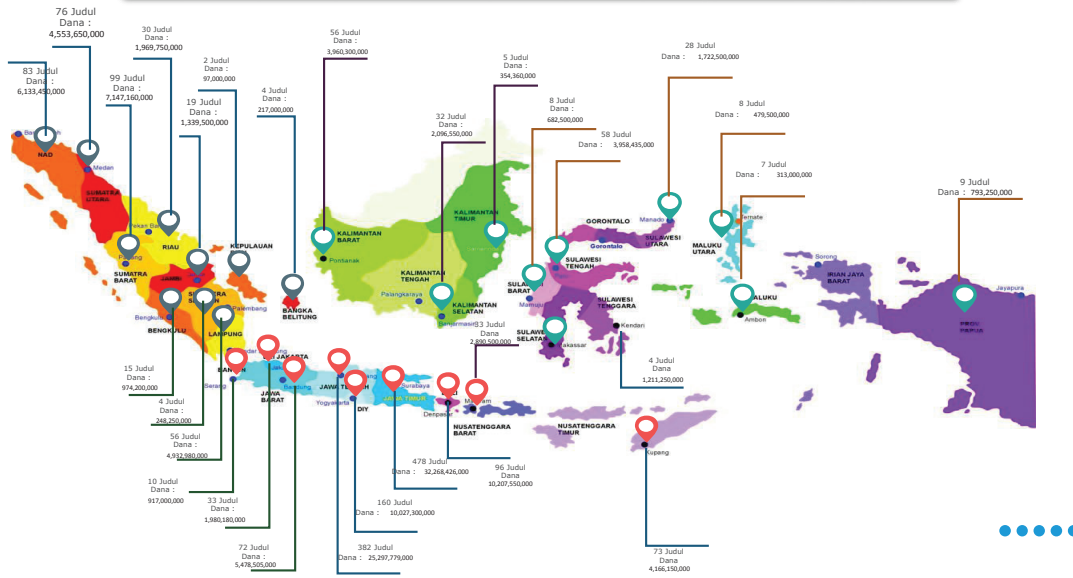 76 Judul
Dana :
4,553,650,000
30 Judul
Dana :
1,969,750,000
56 Judul
Dana :
3,960,300,000
28 Judul
Dana : 1,722,500,000
83 Judul
Dana :
6,133,450,000
99 Judul
Dana :
7,147,160,000
2 Judul
Dana :
97,000,000
5 Judul
Dana :
354,360,000
19 Judul
Dana :
1,339,500,000
4 Judul
Dana :
217,000,000
32 Judul
Dana :
2,096,550,000
8 Judul
Dana :
682,500,000
8 Judul
Dana : 479,500,000
58 Judul
Dana : 3,958,435,000
7 Judul
Dana : 313,000,000
9 Judul
Dana : 793,250,000
NAD
Medan
SUMATRA
UTARA
RIAU
KEPULAUAN
Padang
SUMATRA
BARAT
JAMBI
BENGKULU
Bengkulu
Palembang
LAMPUNG
BANGKA
BELITUNG
KALIMANTAN
BARAT
Pontianak
KALIMANTAN
TIMUR
KALIMANTAN
TENGAH
Palangkaraya
KALIMANTAN
SELATAN
Banjarmasin
GORONTALO
Gorontalo
Manado
SULAWESI
UTARA
SULAWESI
TENGAH
BARAT
Mamuju
SULAWESI
TENGGARA
Kendari
SELATAN
Makassar
Ternate
MALUKU
UTARA
MALUKU
Ambon
Sorong
IRIAN JAYA
BARAT
Jayapura
33 Judul
Dana :
2,890,500,000
JAKARTA
Serang
Bandung
JAWA
BARAT
JAWA TENGAH
Yogyakarta
DIY
Surabaya
JAWA TIMUR
Denpasar
Mataram
NUSATENGGARA
BARAT
NUSATENGGARA
TIMUR
Kupang
15 Judul
Dana :
974,200,000
4 Judul
Dana :
248,250,000
56 Judul
Dana :
4,932,980,000
10 Judul
Dana :
917,000,000
33 Judul
Dana :
1,980,180,000
72 Judul
Dana :
5,478,505,000
478 Judul
Dana : 32,268,426,000
96 Judul
Dana
10,207,550,000
160 Judul
Dana : 10,027,300,000
382 Judul
Dana : 25,297,779,000
4 Judul
Dana :
1,211,250,000
73 Judul
Dana
4,166,150,000